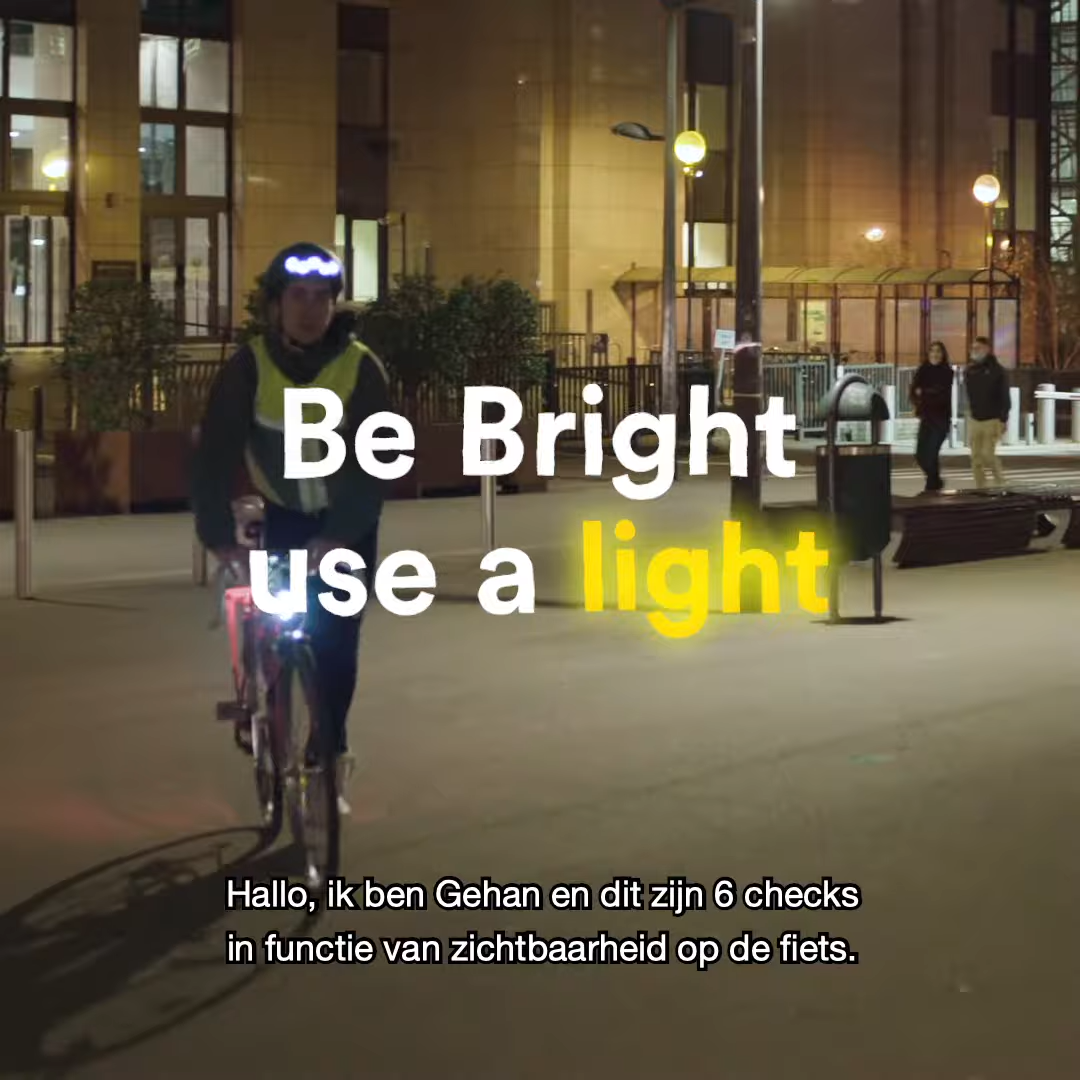 Be Bright
use a light
Hallo, ik ben Gehan en dit zijn 6 checks
in functie van zichtbaarheid op de fiets.